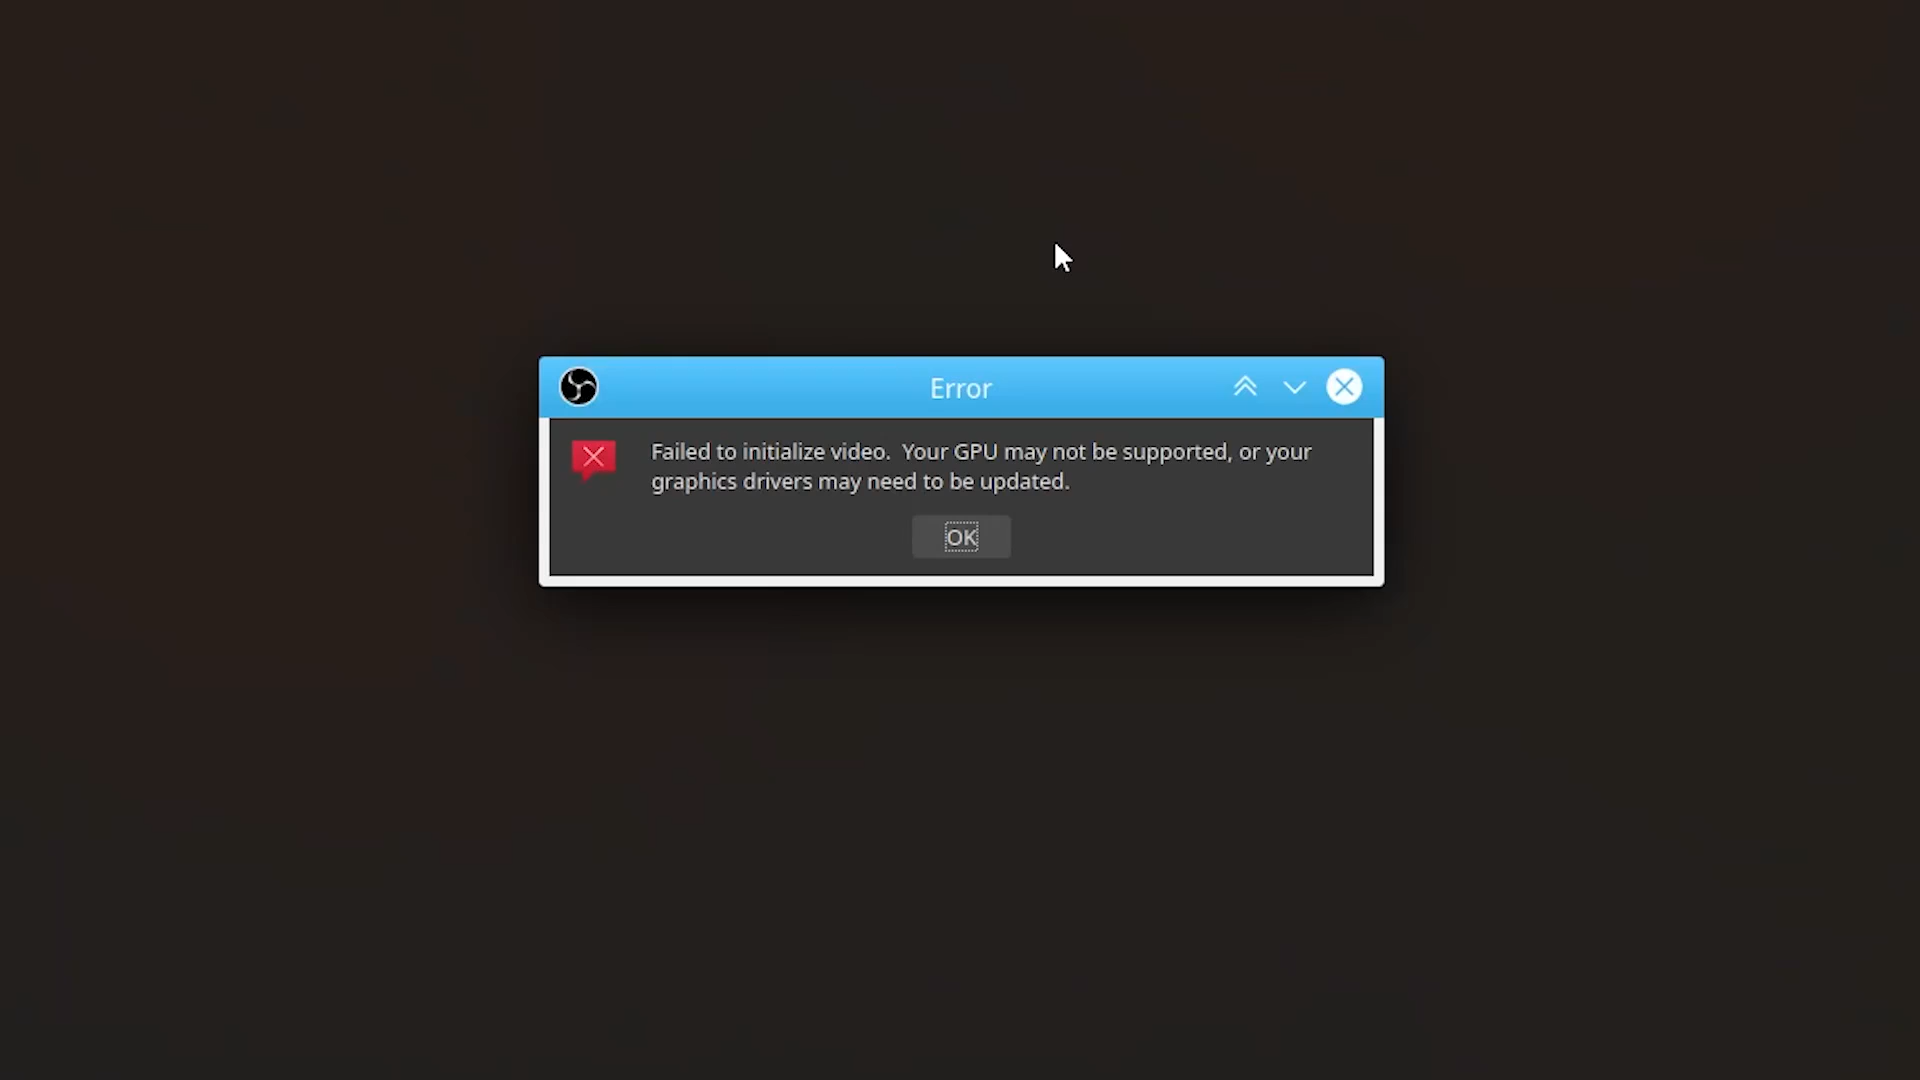 Error
Failed to initialize video.  Your GPU may not be supported, or your
graphics drivers may need to be updated.
OK